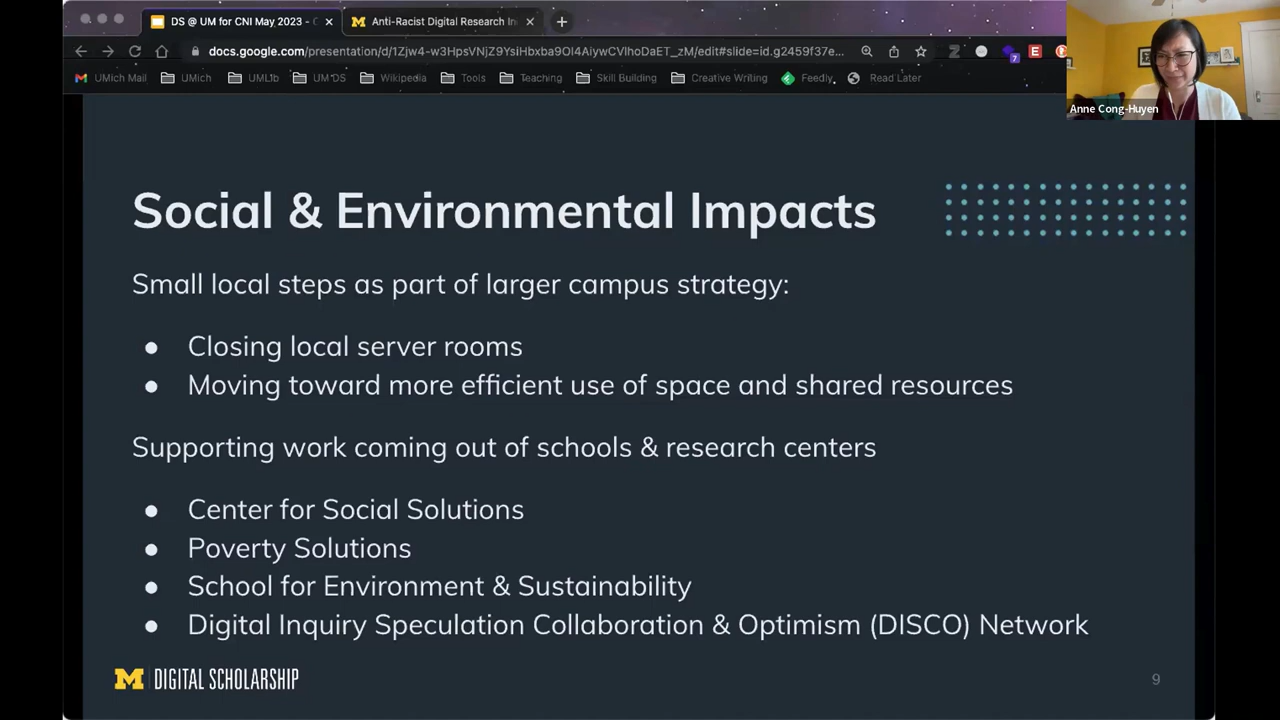 DS @ UM for CNI May 2023 -
Anti-Racist Digital Research In
docs.google.com/presentation/d/1Zjw4-w3HpsVNjZ9YsiHbxba9Ol4AiywCVlhoDaET_zM/edit#slide=id.g2459f37e...
E
7
UMich Mail UMich UMLib UM DS Wikipedia Tools Teaching Skill Building Creative Writing Feedly. Read Later
Anne Cong-Huyen
Social & Environmental Impacts
Small local steps as part of larger campus strategy:
● Closing local server rooms
● Moving toward more efficient use of space and shared resources
Supporting work coming out of schools & research centers
● Center for Social Solutions
● Poverty Solutions
● School for Environment & Sustainability
● Digital Inquiry Speculation Collaboration & Optimism (DISCO) Network
M DIGITAL SCHOLARSHIP
9